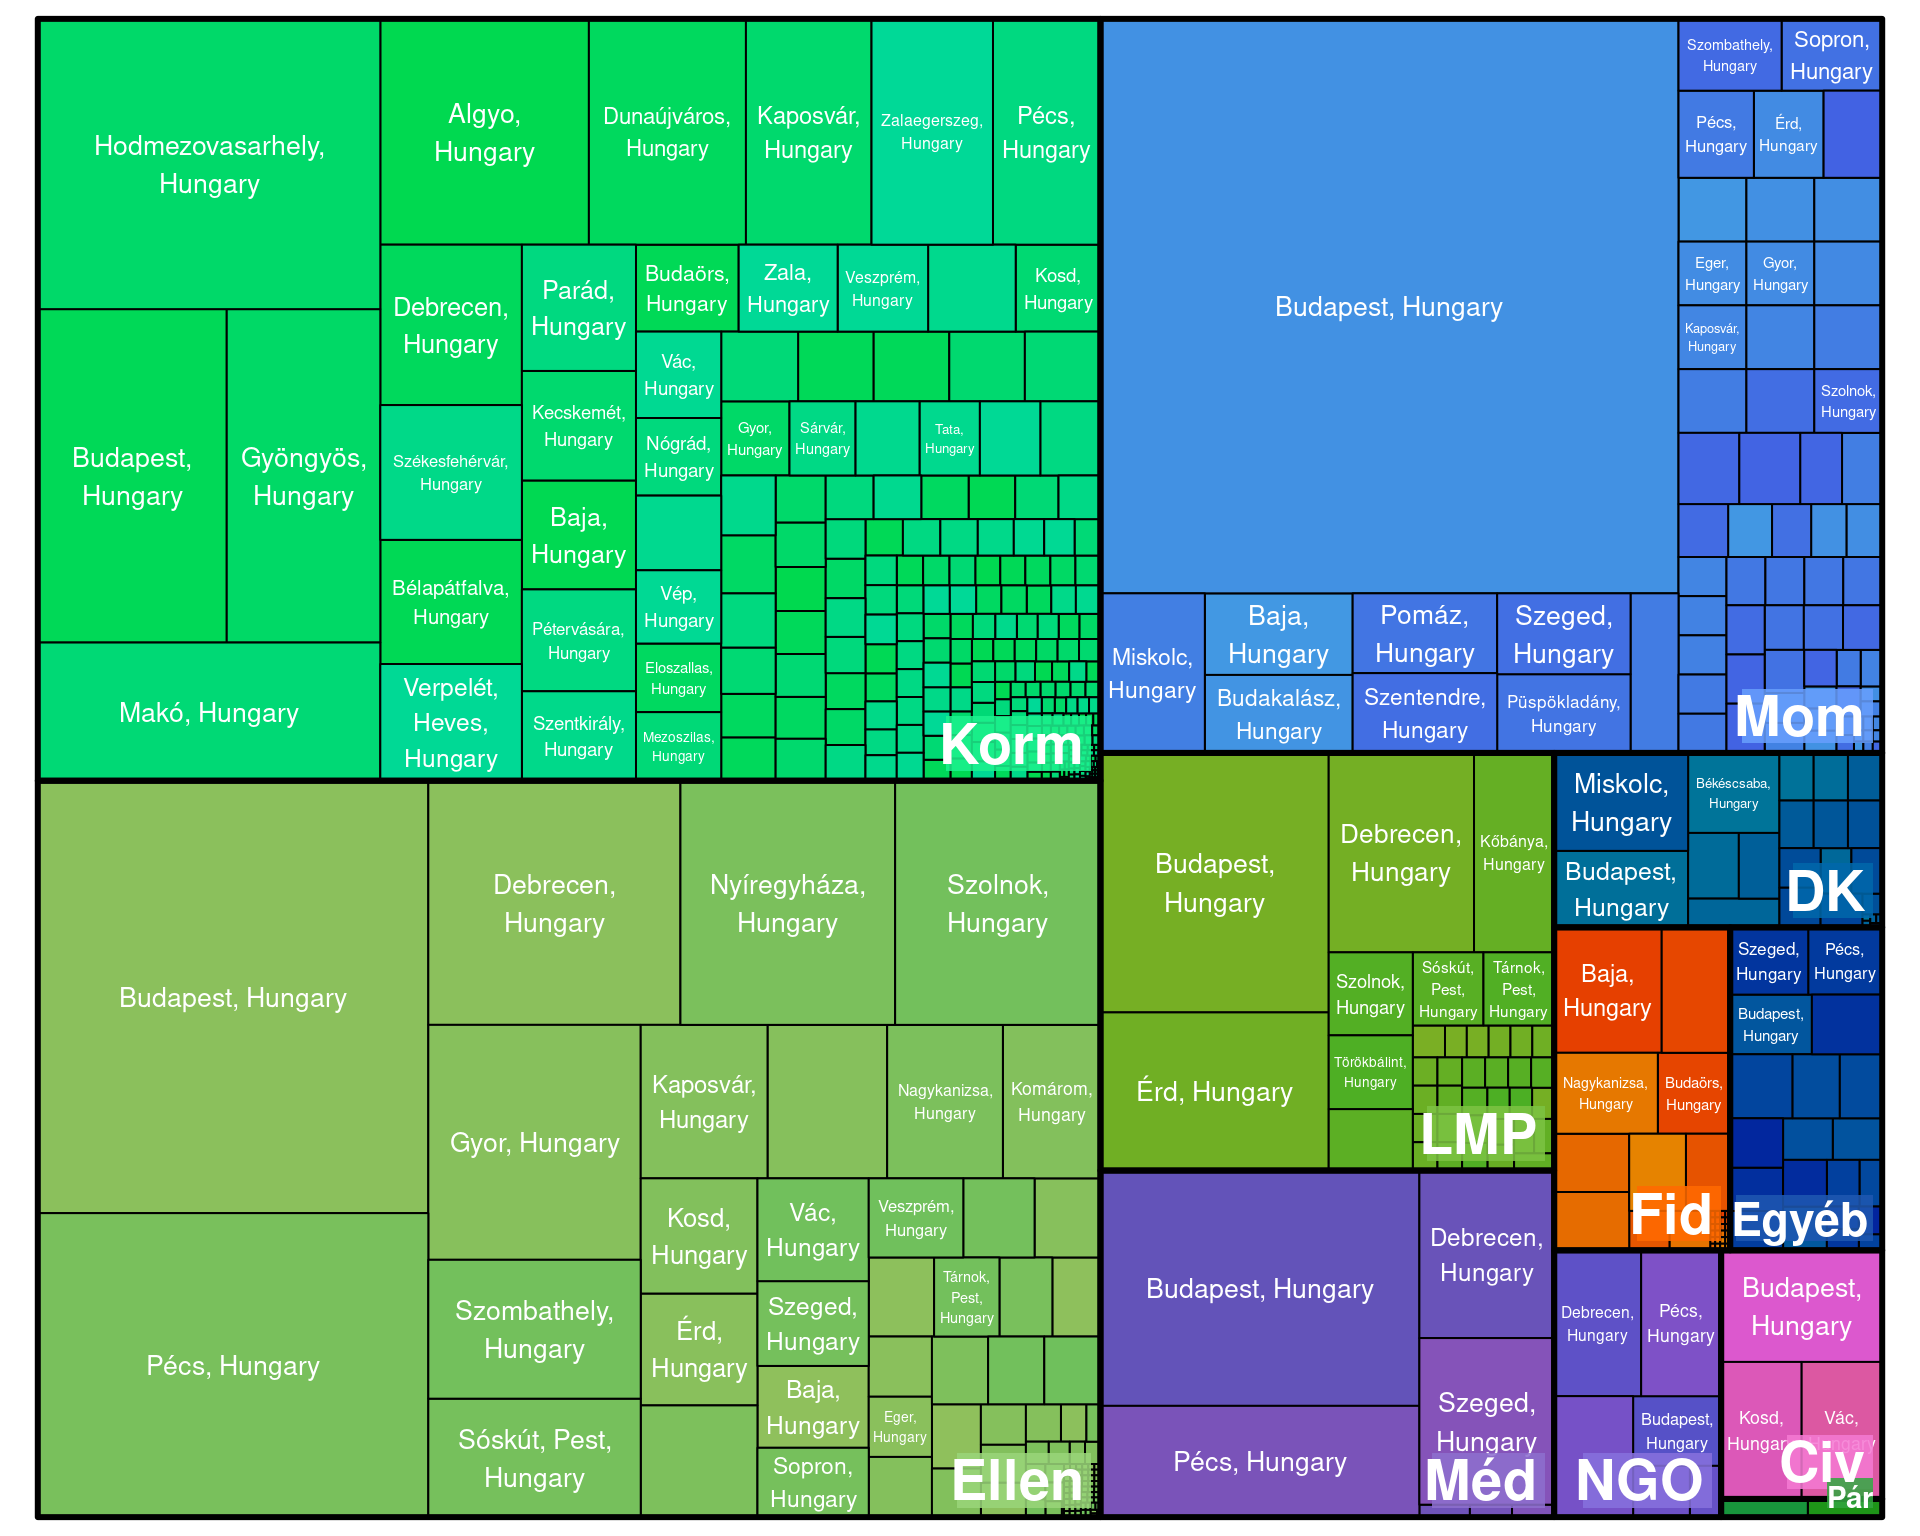 Hodmezovasarhely,
Hungary
Budapest,
Hungary
Gyöngyös,
Hungary
Makó, Hungary
Algyo,
Hungary
Dunaújváros,
Hungary
Kaposvár,
Hungary
Zalaegerszeg,
Hungary
Pécs,
Hungary
Debrecen,
Hungary
Székesfehérvár,
Hungary
Bélapátfalva,
Hungary
Verpelét,
Heves,
Hungary
Parád,
Hungary
Kecskemét,
Hungary
Baja,
Hungary
Pétervására,
Hungary
Szentkirály,
Hungary
Budaörs,
Hungary
Zala,
Hungary
Veszprém,
Hungary
Kosd,
Hungary
Vác,
Hungary
Nógrád,
Hungary
Vép,
Hungary
Eloszallas,
Hungary
Mezoszilas,
Hungary
Gyor,
Hungary
Sárvár,
Hungary
Tata,
Hungary
Korm
Budapest, Hungary
Miskolc,
Hungary
Baja,
Hungary
Budakalász,
Hungary
Pomáz,
Hungary
Szentendre,
Hungary
Szeged,
Hungary
Püspökladány,
Hungary
Szombathely,
Hungary
Sopron,
Hungary
Pécs,
Hungary
Érd,
Hungary
Eger,
Hungary
Gyor,
Hungary
Kaposvár,
Hungary
Szolnok,
Hungary
Mom
Budapest, Hungary
Pécs, Hungary
Debrecen,
Hungary
Nyíregyháza,
Hungary
Szolnok,
Hungary
Gyor, Hungary
Szombathely,
Hungary
Sóskút, Pest,
Hungary
Kaposvár,
Hungary
Nagykanizsa,
Hungary
Komárom,
Hungary
Kosd,
Hungary
Érd,
Hungary
Vác,
Hungary
Szeged,
Hungary
Baja,
Hungary
Sopron,
Hungary
Veszprém,
Hungary
Tárnok,
Pest,
Hungary
Eger,
Hungary
Ellen
Budapest,
Hungary
Érd, Hungary
Debrecen,
Hungary
Kőbánya,
Hungary
Szolnok,
Hungary
Sóskút,
Pest,
Hungary
Tárnok,
Pest,
Hungary
Törökbálint,
Hungary
LMP
Miskolc,
Hungary
Budapest,
Hungary
Békéscsaba,
Hungary
DK
Baja,
Hungary
Nagykanizsa,
Hungary
Budaörs,
Hungary
Fid
Szeged,
Hungary
Pécs,
Hungary
Budapest,
Hungary
Egyéb
Budapest, Hungary
Pécs, Hungary
Debrecen,
Hungary
Szeged,
Hungary
Méd
Debrecen,
Hungary
Pécs,
Hungary
Budapest,
Hungary
NGO
Budapest,
Hungary
Kosd,
Hungary
Vác,
Hungary
Civ
Pár